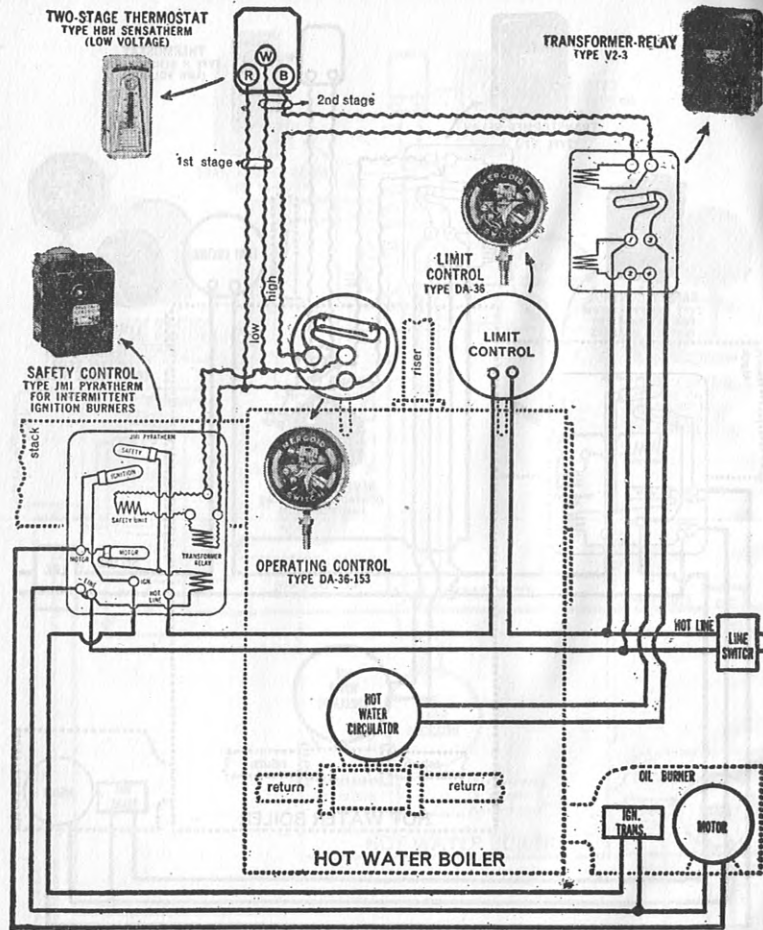 TWO-STAGE THERMOSTAT
TYPE HBH SENSATHERM
(LOW VOLTAGE)
R
W
B
2nd stage
1st stage
TRANSFORMER-RELAY
TYPE V2-3
LIMIT
CONTROL
TYPE DA-36
LIMIT
CONTROL
low
high
riser
SAFETY CONTROL
TYPE JMI PYRATHERM
FOR INTERMITTENT
IGNITION BURNERS
stack
JMI PYRATHERM
SAFETY
IGNITION
SAFETY UNIT
MOTOR
MOTOR
TRANSFORMER
RELAY
LINE
IGN
HOT
LINE
MERCOID
SWITCH
OPERATING CONTROL
TYPE DA-36-153
HOT LINE
LINE
SWITCH
HOT
WATER
CIRCULATOR
return
return
HOT WATER BOILER
OIL BURNER
IGN.
TRANS.
MOTOR